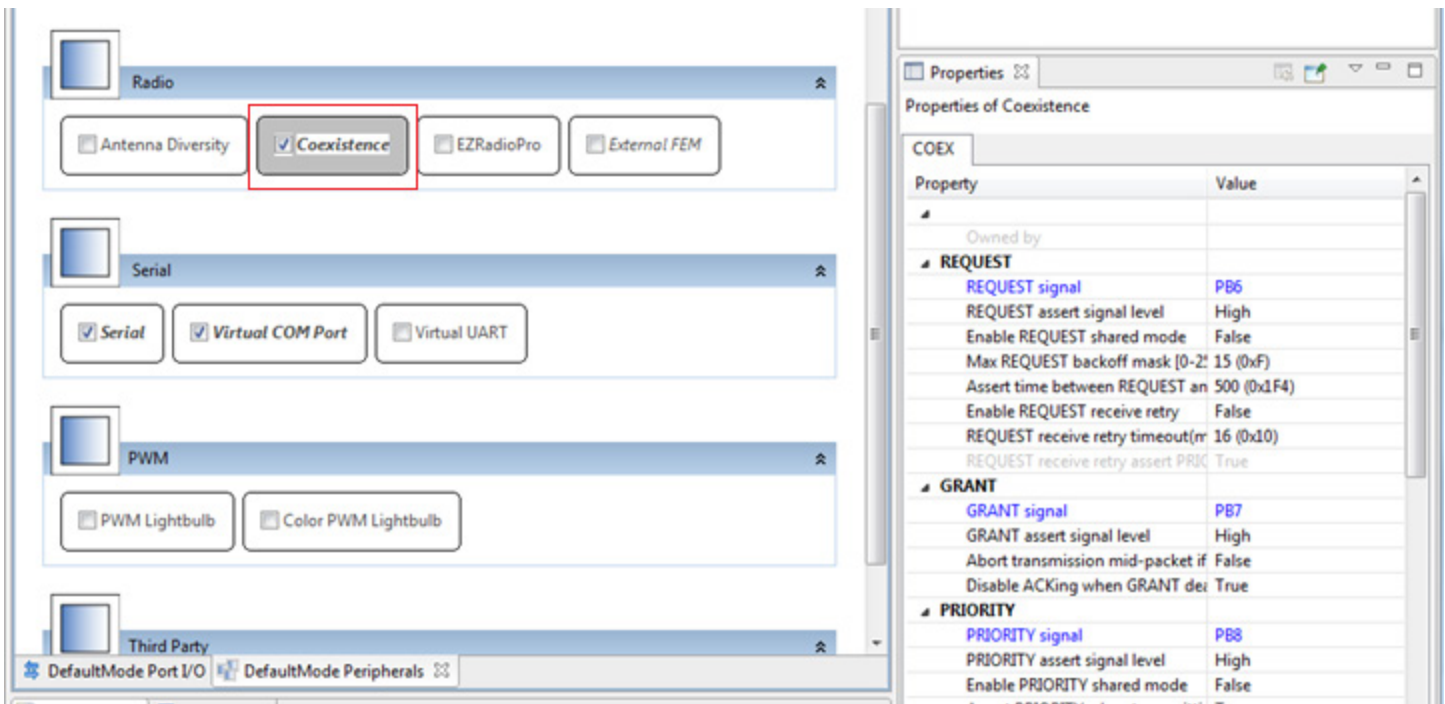 Radio
Antenna Diversity
Coexistence
EZRadioPro
External FEM
Serial
Serial
Virtual COM Port
Virtual UART
PWM
PWM Lightbulb
Color PWM Lightbulb
Third Party
DefaultMode Port I/O
DefaultMode Peripherals
Properties
Properties of Coexistence
COEX
Property Value
Owned by
REQUEST
REQUEST signal PB6
REQUEST assert signal level High
Enable REQUEST shared mode False
Max REQUEST backoff mask [0-2 15 (0xF)
Assert time between REQUEST an 500 (0x1F4)
Enable REQUEST receive retry False
REQUEST receive retry timeout(m 16 (0x10)
REQUEST receive retry assert PRIO True
GRANT
GRANT signal PB7
GRANT assert signal level High
Abort transmission mid-packet if False
Disable ACKing when GRANT dea True
PRIORITY
PRIORITY signal PB8
PRIORITY assert signal level High
Enable PRIORITY shared mode False